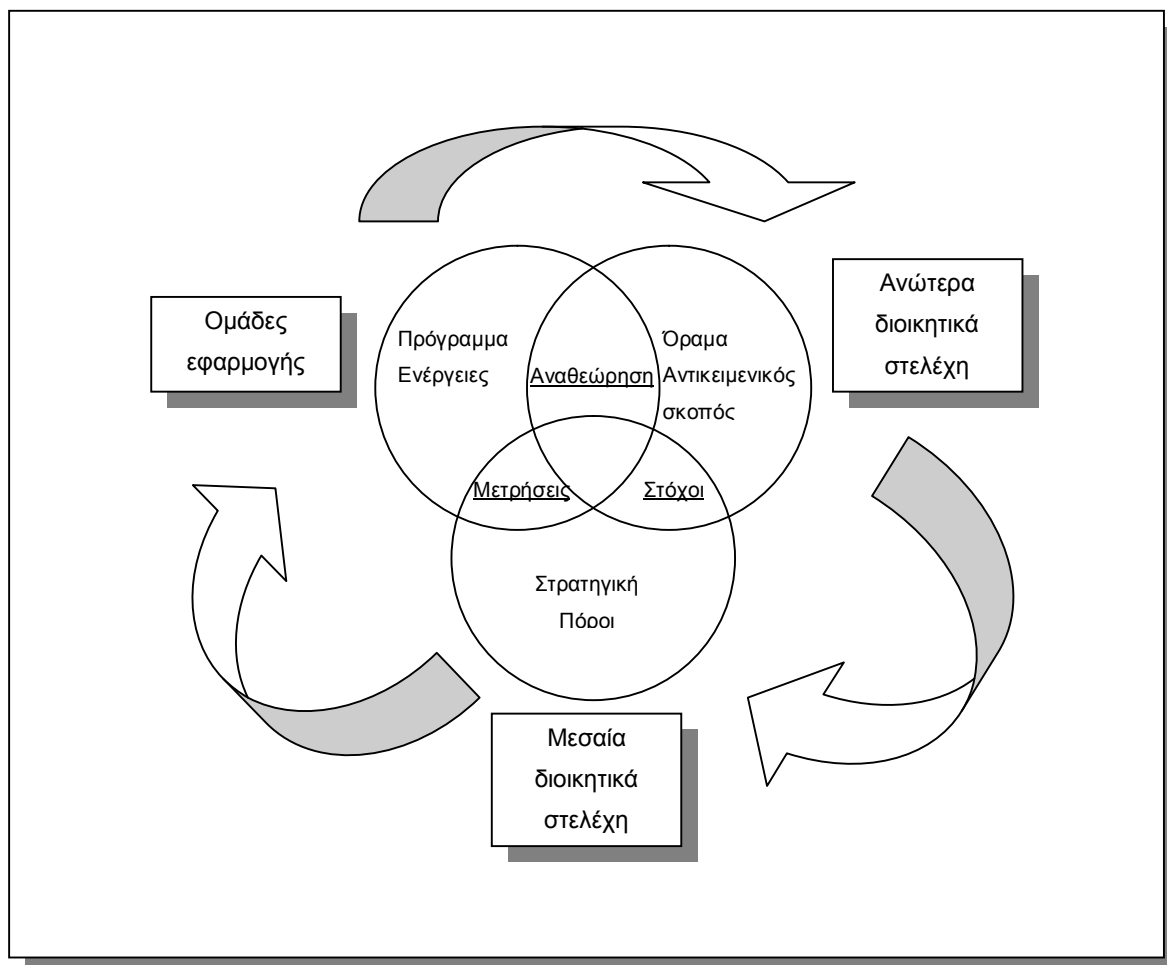 Ομάδες
εφαρμογής
Πρόγραμμα
Ενέργειες
Αναθεώρηση
Όραμα
Αντικειμενικός
σκοπός
Ανώτερα
διοικητικά
στελέχη
Μετρήσεις
Στόχοι
Στρατηγική
Πόροι
Μεσαία
διοικητικά
στελέχη